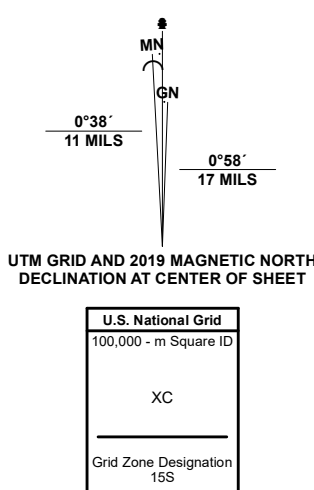 MN
GN
0°38´
11 MILS
0°58´
17 MILS
UTM GRID AND 2019 MAGNETIC NORTH
DECLINATION AT CENTER OF SHEET
U.S. National Grid
100,000 - m Square ID
XC
Grid Zone Designation
15S